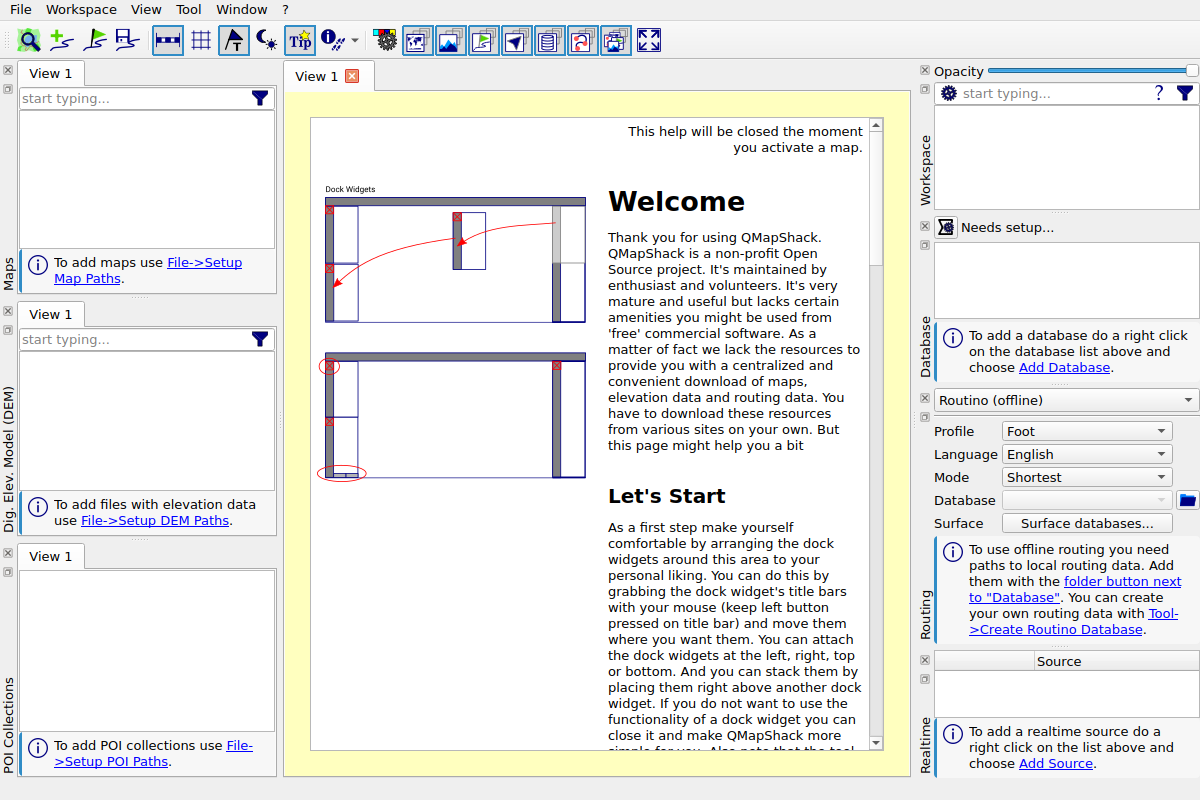 File Workspace View Tool Window ?
Tip
View 1
start typing...
To add maps use File->Setup
Map Paths.
Maps
View 1
start typing...
To add files with elevation data
use File->Setup DEM Paths.
Dig. Elev. Model (DEM)
View 1
To add POI collections use File-
>Setup POI Paths.
POI Collections
View 1
This help will be closed the moment
you activate a map.
Dock Widgets
Welcome
Thank you for using QMapShack.
QMapShack is a non-profit Open
Source project. It's maintained by
enthusiast and volunteers. It's very
mature and useful but lacks certain
amenities you might be used from
'free' commercial software. As a
matter of fact we lack the resources to
provide you with a centralized and
convenient download of maps,
elevation data and routing data. You
have to download these resources
from various sites on your own. But
this page might help you a bit
Let's Start
As a first step make yourself
comfortable by arranging the dock
widgets around this area to your
personal liking. You can do this by
grabbing the dock widget's title bars
with your mouse (keep left button
pressed on title bar) and move them
where you want them. You can attach
the dock widgets at the left, right, top
or bottom. And you can stack them by
placing them right above another dock
widget. If you do not want to use the
functionality of a dock widget you can
close it and make QMapShack more
simple for you. Also note that the tool
Opacity
start typing... ?
Workspace
Needs setup...
To add a database do a right click
on the database list above and
choose Add Database.
Database
Routino (offline)
Profile Foot
Language English
Mode Shortest
Database
Surface Surface databases...
To use offline routing you need
paths to local routing data. Add
them with the folder button next
to "Database". You can create
your own routing data with Tool-
>Create Routino Database.
Routing
Source
To add a realtime source do a
right click on the list above and
choose Add Source.
Realtime